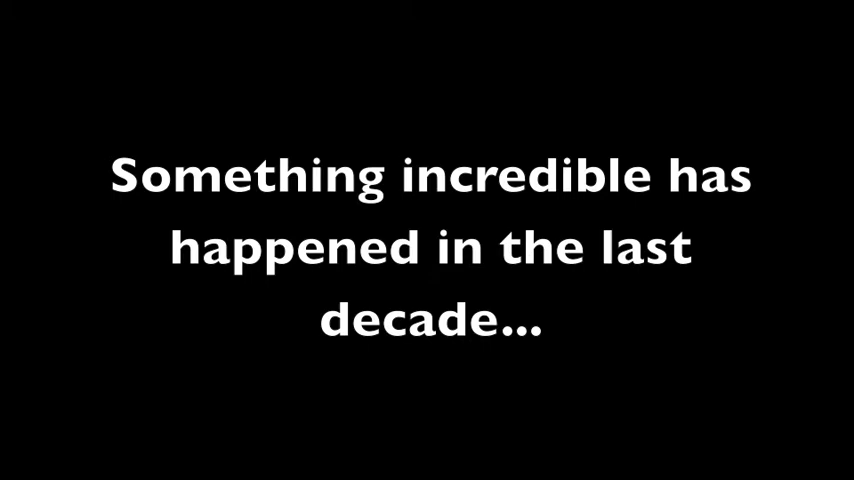 Something incredible has
happened in the last
decade...